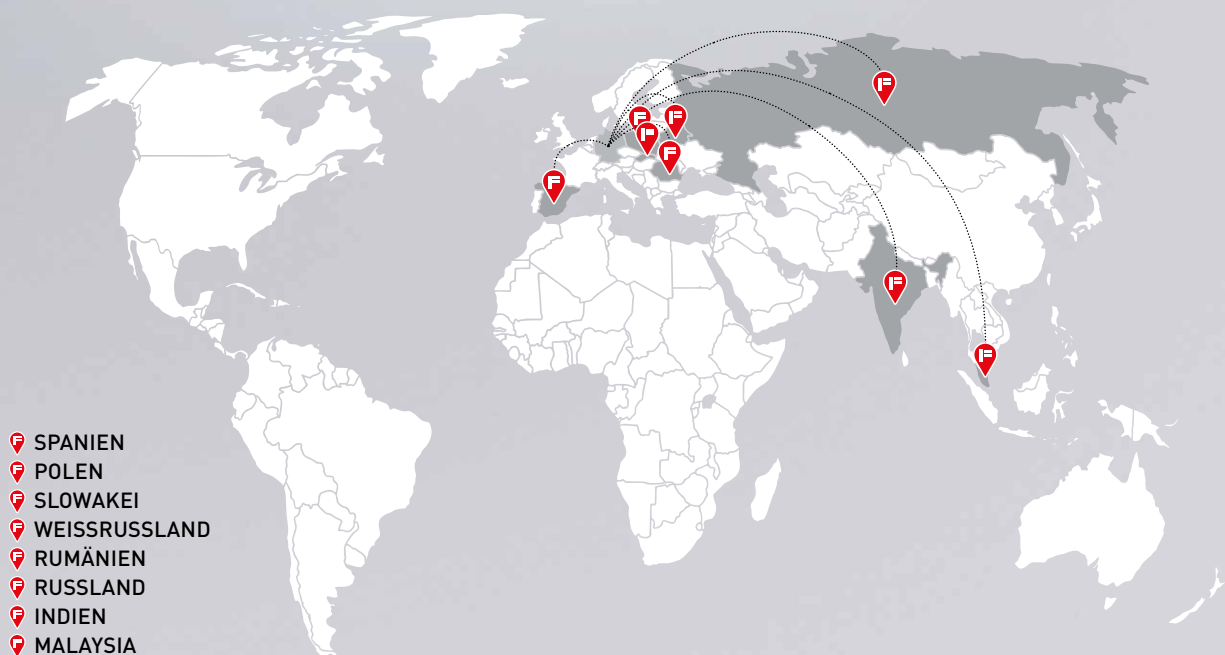 SPANIEN
POLEN
SLOWAKEI
WEISSRUSSLAND
RUMÄNIEN
RUSSLAND
INDIEN
MALAYSIA